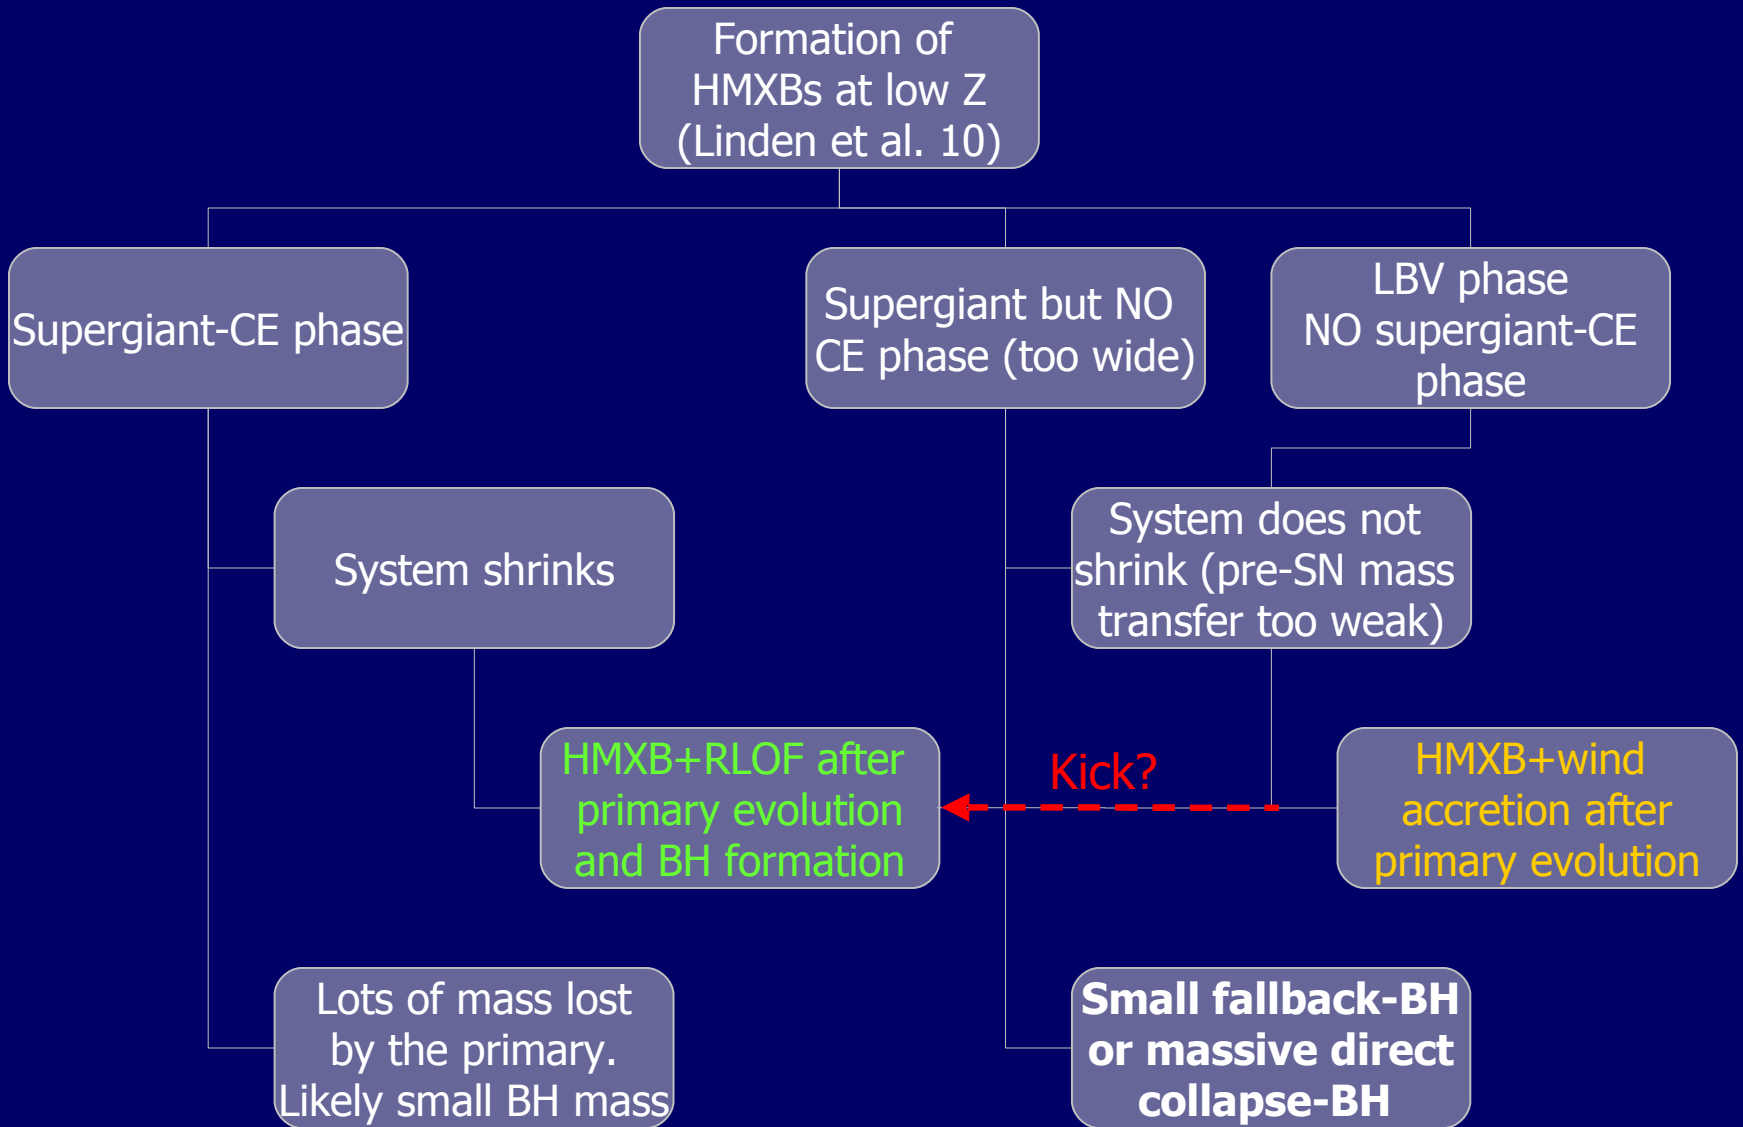 Formation of
HMXBs at low Z
(Linden et al. 10)
Supergiant-CE phase
Supergiant but NO
CE phase (too wide)
LBV phase
NO supergiant-CE
phase
System shrinks
System does not
shrink (pre-SN mass
transfer too weak)
HMXB+RLOF after
primary evolution
and BH formation
Kick?
HMXB+wind
accretion after
primary evolution
Lots of mass lost
by the primary.
Likely small BH mass
Small fallback-BH
or massive direct
collapse-BH